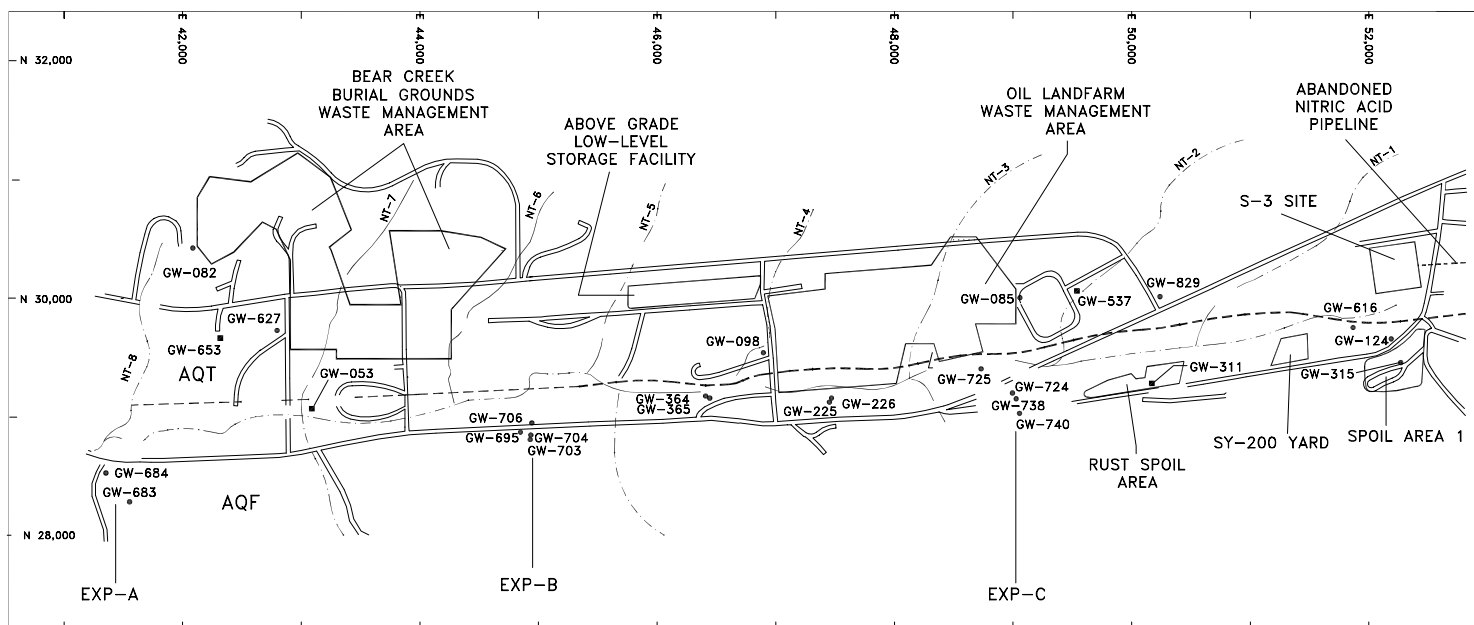 E 42,000
E 44,000
E 46,000
E 48,000
E 50,000
E 52,000
N 32,000
BEAR CREEK
BURIAL GROUNDS
WASTE MANAGEMENT
AREA
ABOVE GRADE
LOW-LEVEL
STORAGE FACILITY
OIL LANDFARM
WASTE MANAGEMENT
AREA
ABANDONED
NITRIC ACID
PIPELINE
S-3 SITE
NT-8
NT-7
NT-6
NT-5
NT-4
NT-3
NT-2
NT-1
GW-082
N 30,000
GW-085
GW-537
GW-829
GW-616
GW-627
GW-653
GW-098
GW-124
AQT
GW-053
GW-725
GW-311
GW-315
GW-364
GW-365
GW-724
GW-706
GW-225
GW-226
GW-738
GW-695
GW-704
GW-703
GW-740
SY-200 YARD
SPOIL AREA 1
RUST SPOIL
AREA
GW-684
GW-683
AQF
N 28,000
EXP-A
EXP-B
EXP-C